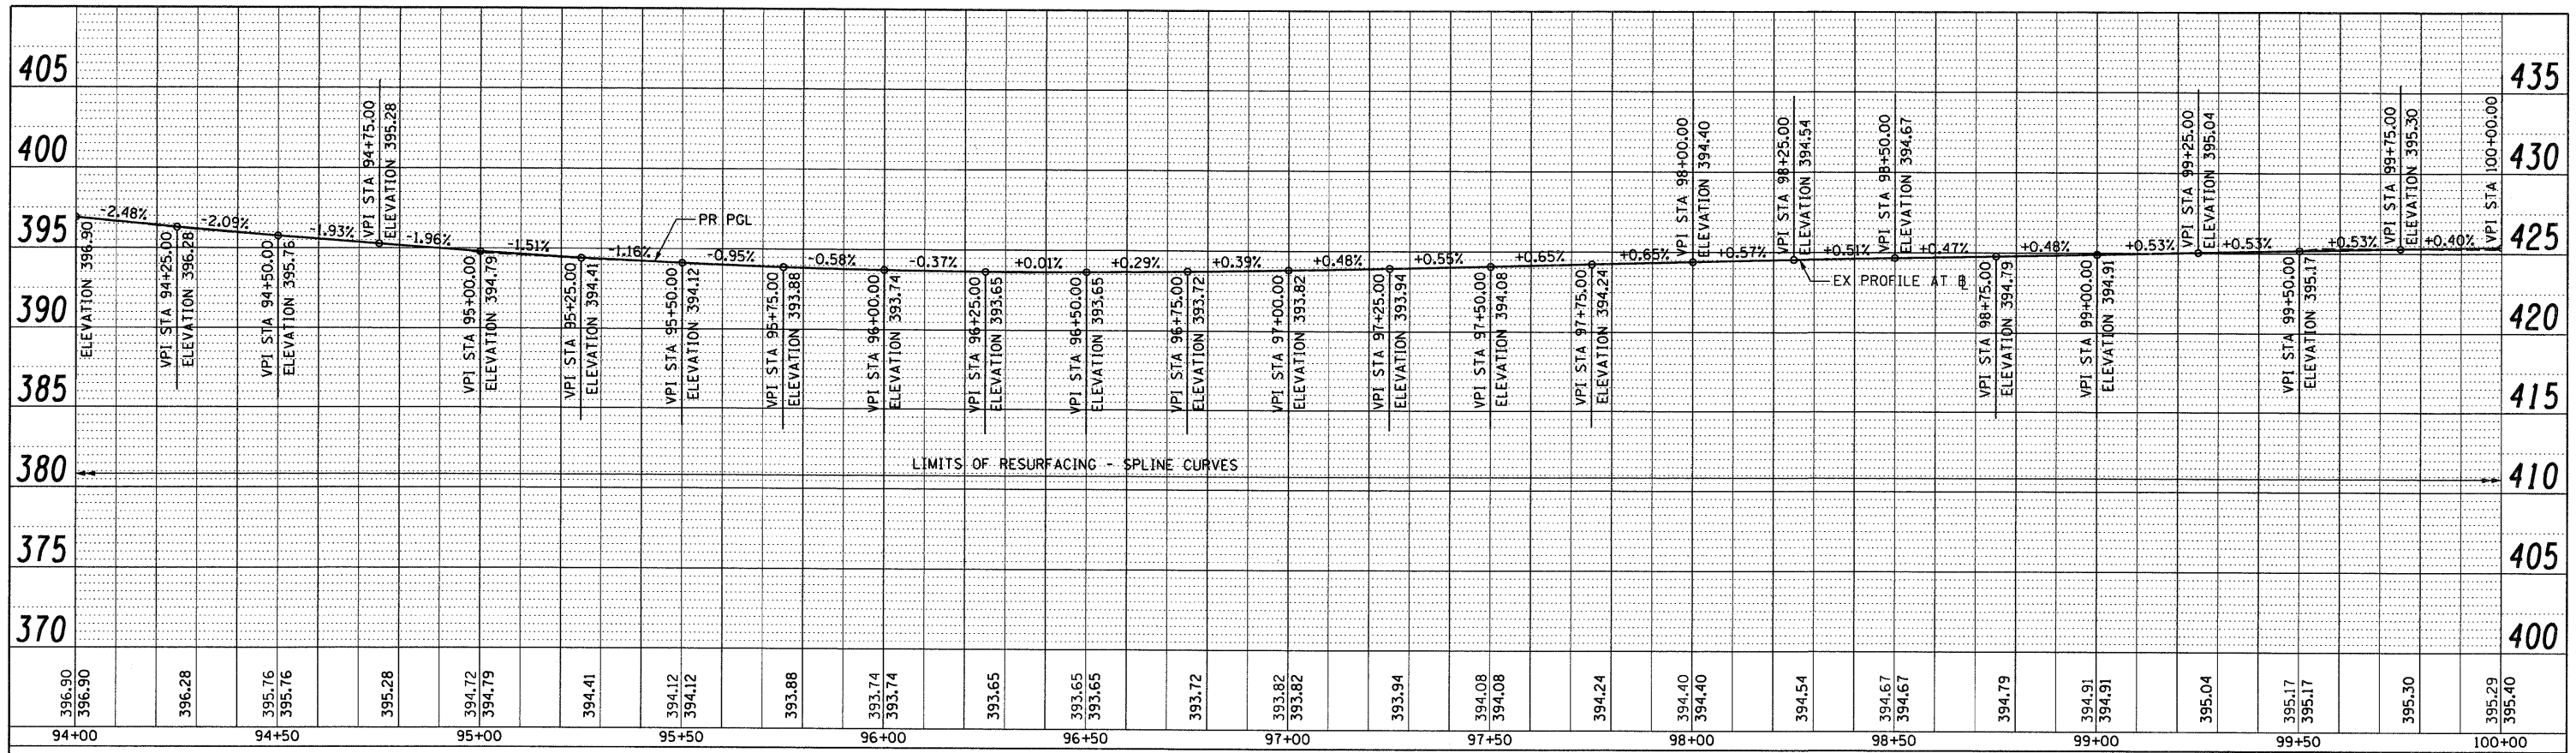 405
400
395
390
385
380
375
370
435
430
425
420
415
410
405
400
-2.48%
-2.09%
-1.93%
-1.96%
-1.51%
-1.16%
-0.95%
-0.58%
-0.37%
+0.01%
+0.29%
+0.39%
+0.48%
+0.55%
+0.65%
+0.65%
+0.57%
+0.51%
+0.47%
+0.48%
+0.53%
+0.53%
+0.53%
+0.40%
PR PGL
EX PROFILE AT ℄
ELEVATION 396.90
VPI STA 94+25.00
ELEVATION 396.28
VPI STA 94+50.00
ELEVATION 395.76
VPI STA 94+75.00
ELEVATION 395.28
VPI STA 95+00.00
ELEVATION 394.79
VPI STA 95+25.00
ELEVATION 394.41
VPI STA 95+50.00
ELEVATION 394.12
VPI STA 95+75.00
ELEVATION 393.88
VPI STA 96+00.00
ELEVATION 393.74
VPI STA 96+25.00
ELEVATION 393.65
VPI STA 96+50.00
ELEVATION 393.65
VPI STA 96+75.00
ELEVATION 393.72
VPI STA 97+00.00
ELEVATION 393.82
VPI STA 97+25.00
ELEVATION 393.94
VPI STA 97+50.00
ELEVATION 394.08
VPI STA 97+75.00
ELEVATION 394.24
VPI STA 98+00.00
ELEVATION 394.40
VPI STA 98+25.00
ELEVATION 394.54
VPI STA 98+50.00
ELEVATION 394.67
VPI STA 98+75.00
ELEVATION 394.79
VPI STA 99+00.00
ELEVATION 394.91
VPI STA 99+25.00
ELEVATION 395.04
VPI STA 99+50.00
ELEVATION 395.17
VPI STA 99+75.00
ELEVATION 395.30
VPI STA 100+00.00
LIMITS OF RESURFACING - SPLINE CURVES
396.90
396.90
396.28
395.76
395.76
395.28
394.72
394.79
394.41
394.12
394.12
393.88
393.74
393.74
393.65
393.65
393.65
393.72
393.82
393.82
393.94
394.08
394.08
394.24
394.40
394.40
394.54
394.67
394.67
394.79
394.91
394.91
395.04
395.17
395.17
395.30
395.29
395.40
94+00
94+50
95+00
95+50
96+00
96+50
97+00
97+50
98+00
98+50
99+00
99+50
100+00